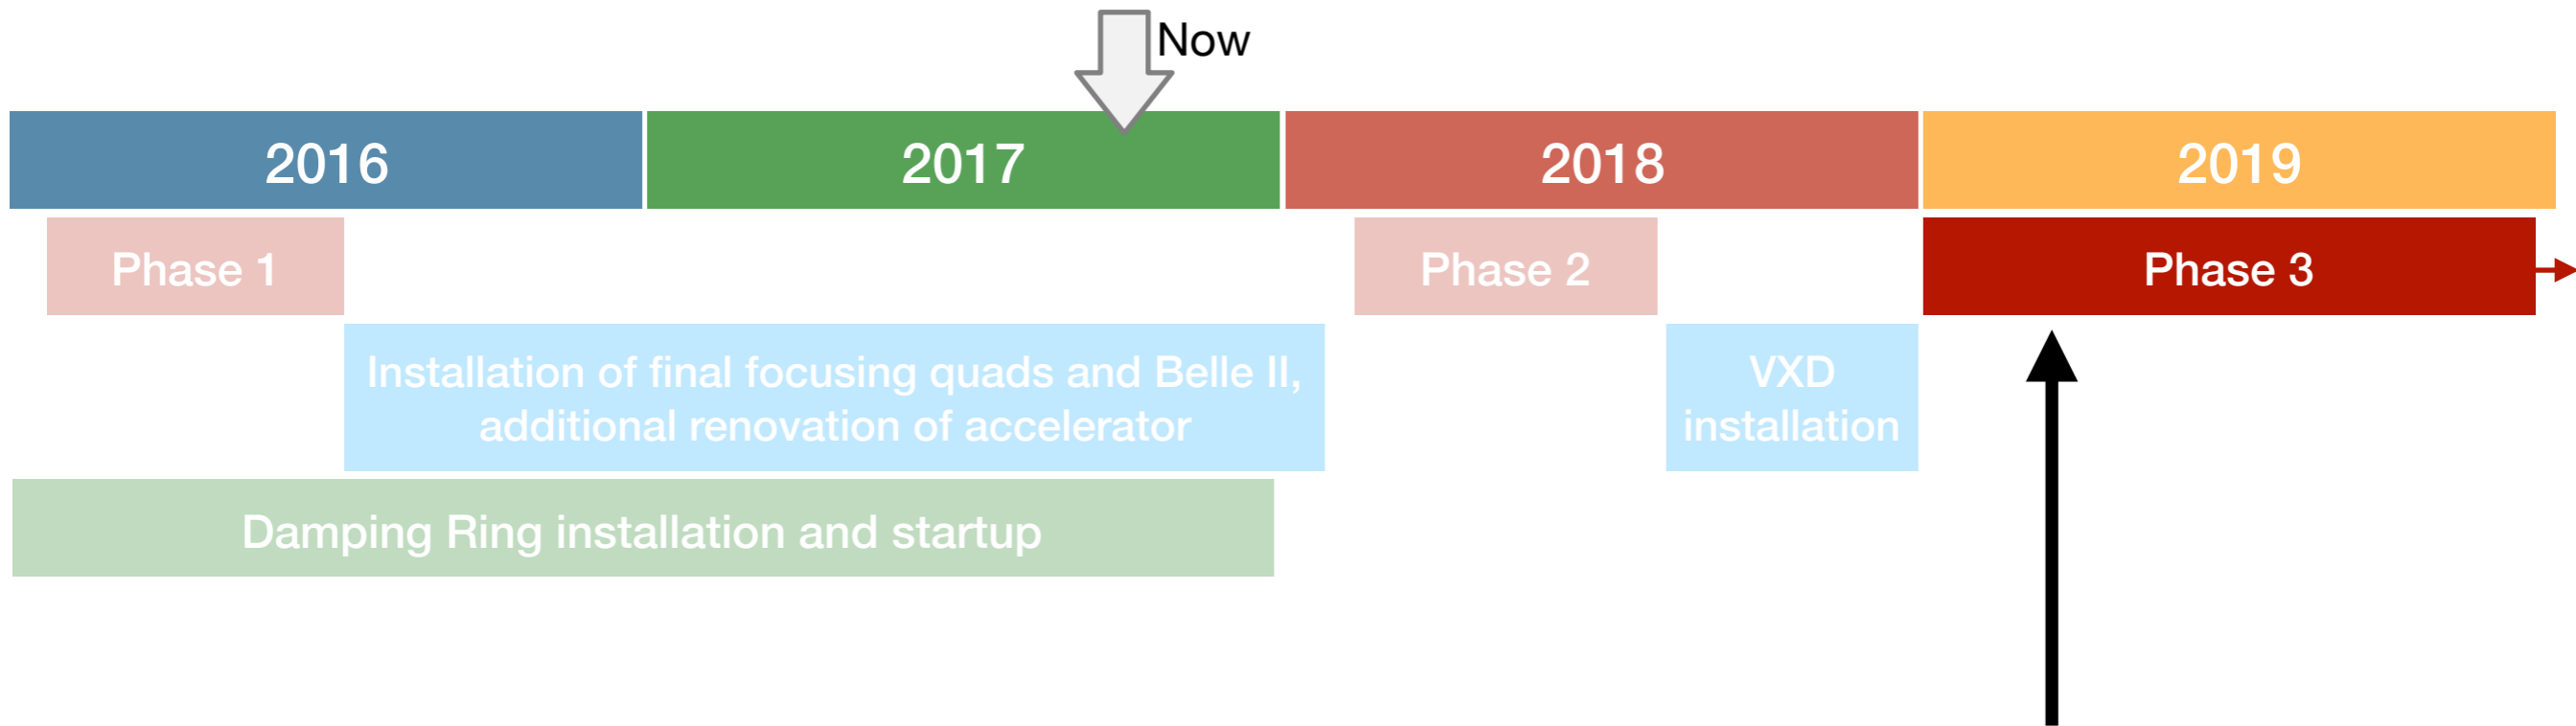 Now
2016
2017
2018
2019
Phase 1
Phase 2
Phase 3
Installation of final focusing quads and Belle II,
additional renovation of accelerator
VXD
installation
Damping Ring installation and startup